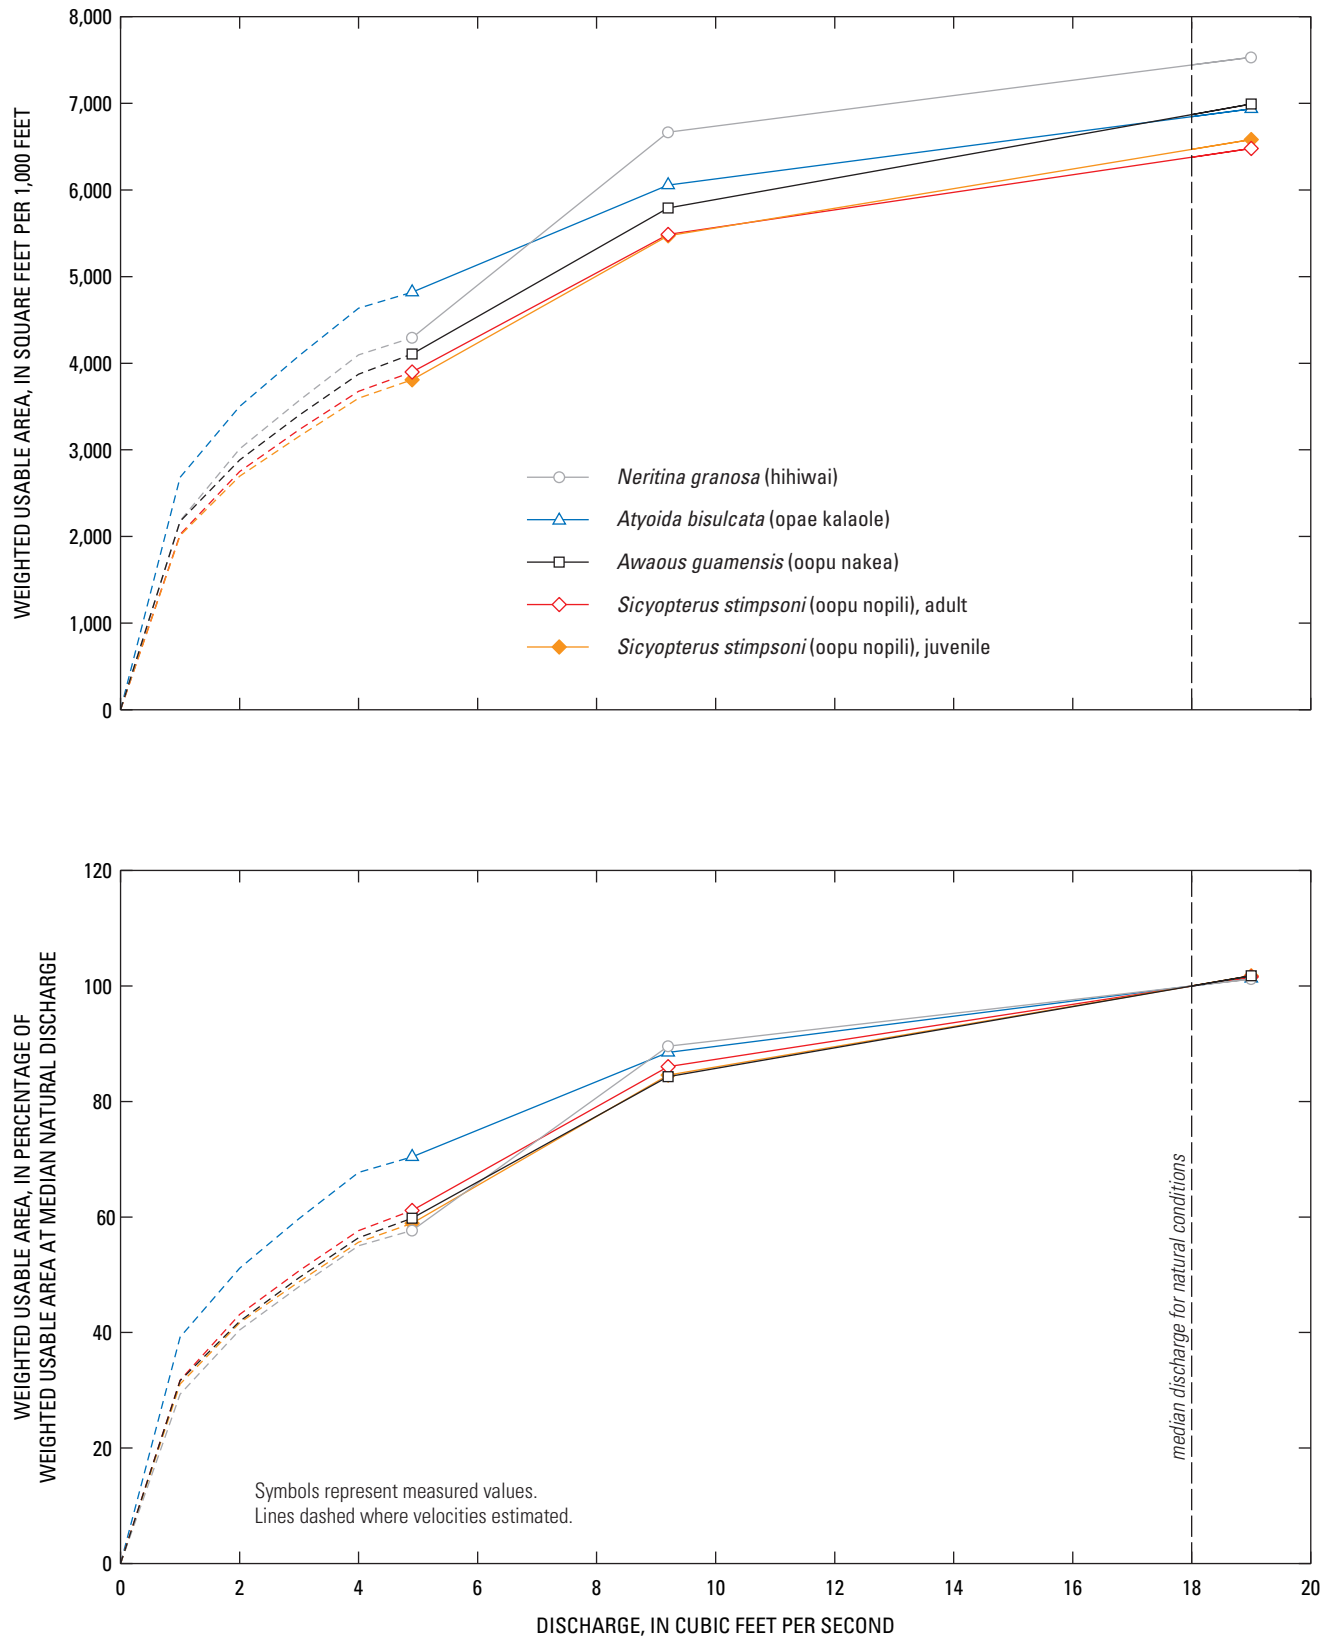 WEIGHTED USABLE AREA, IN SQUARE FEET PER 1,000 FEET
8,000
7,000
6,000
5,000
4,000
3,000
2,000
1,000
0
Neritina granosa (hihiwai)
Atyoida bisulcata (opae kalaole)
Awaous guamensis (oopu nakea)
Sicyopterus stimpsoni (oopu nopili), adult
Sicyopterus stimpsoni (oopu nopili), juvenile
WEIGHTED USABLE AREA, IN PERCENTAGE OF
WEIGHTED USABLE AREA AT MEDIAN NATURAL DISCHARGE
120
100
80
60
40
20
0
median discharge for natural conditions
Symbols represent measured values.
Lines dashed where velocities estimated.
0 2 4 6 8 10 12 14 16 18 20
DISCHARGE, IN CUBIC FEET PER SECOND